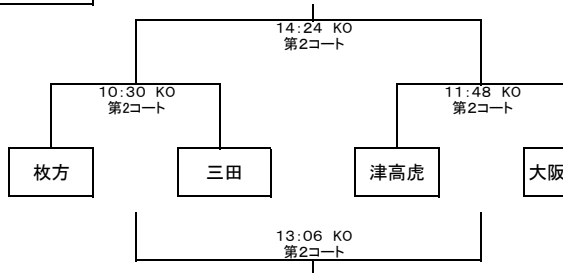 14:24 KO
第2コート
10:30 KO
第2コート
11:48 KO
第2コート
枚方
三田
津高虎
大阪
13:06 KO
第2コート